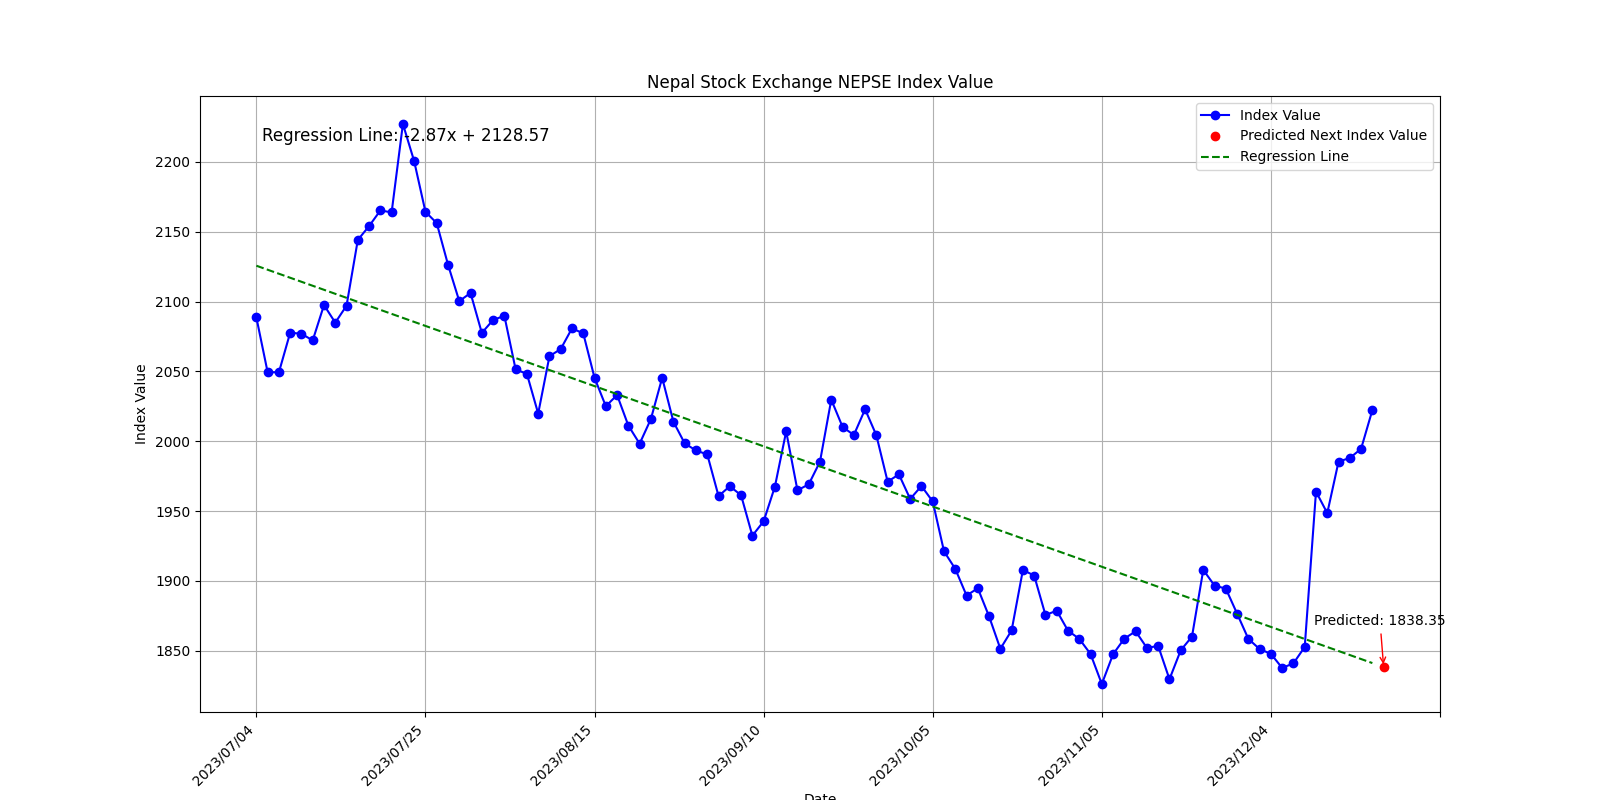 Nepal Stock Exchange NEPSE Index Value
Regression Line: -2.87x + 2128.57
Index Value
Predicted Next Index Value
Regression Line
2200
2150
2100
2050
2000
1950
1900
1850
Index Value
Predicted: 1838.35
2023/07/04
2023/07/25
2023/08/15
2023/09/10
2023/10/05
2023/11/05
2023/12/04
Date